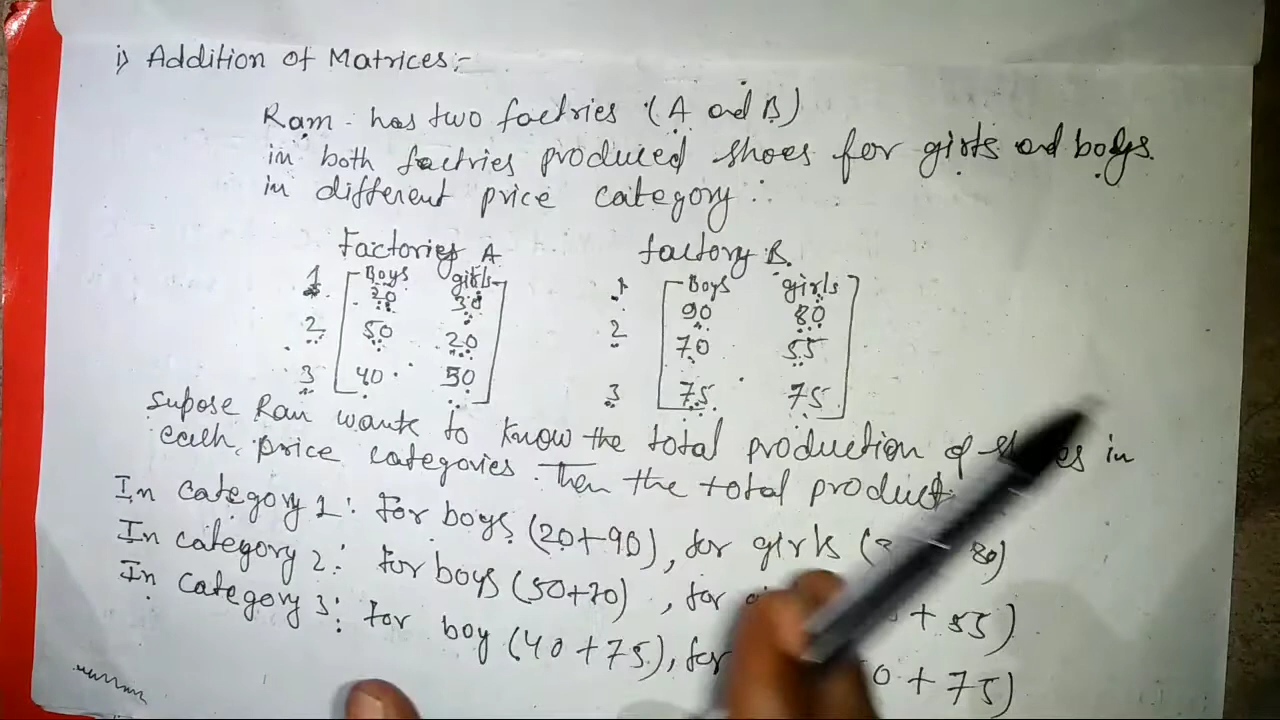 i) Addition of Matrices:-
Ram has two factries (A and B)
in both factries produced shoes for girls and boys.
in different price category
Factories A factory B.
Boys girls Boys girls
1 20 30 1 90 80
2 50 20 2 70 55
3 40 50 3 75 75
Supose Ram wants to know the total production of in
each price categories. Then the total product
In category 1: For boys (20+90), for girls ( 80)
In category 2: For boys (50+70), for + 55)
In category 3: For boy (40+75), for 0 + 75)